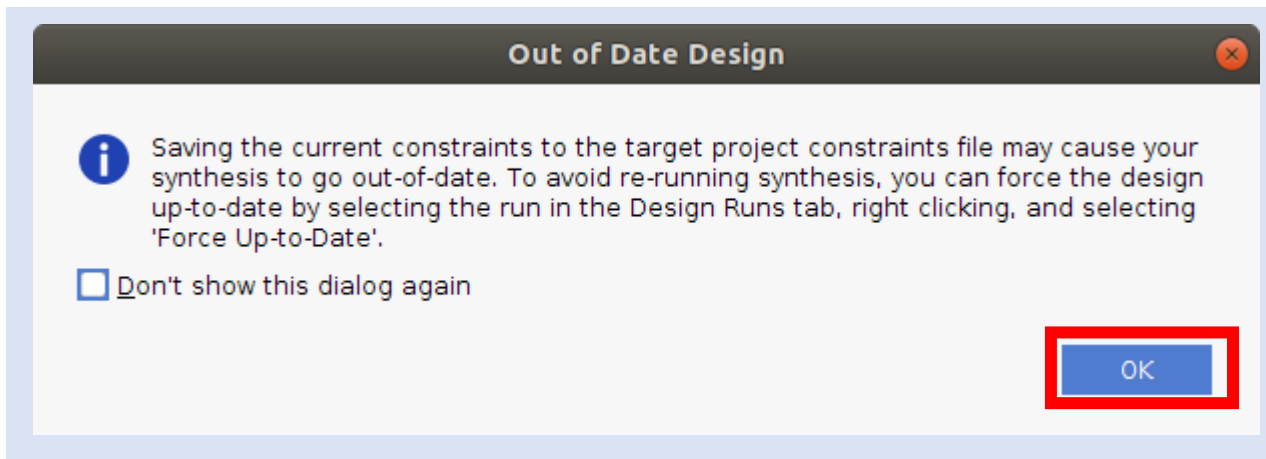 Out of Date Design
Saving the current constraints to the target project constraints file may cause your
synthesis to go out-of-date. To avoid re-running synthesis, you can force the design
up-to-date by selecting the run in the Design Runs tab, right clicking, and selecting
'Force Up-to-Date'.
Don't show this dialog again
OK